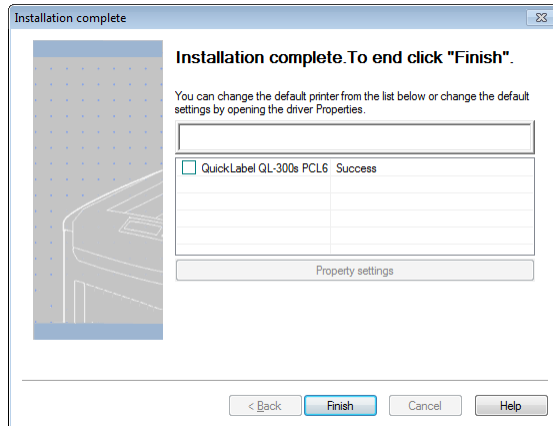 Installation complete
Installation complete.To end click "Finish".
You can change the default printer from the list below or change the default
settings by opening the driver Properties.
QuickLabel QL-300s PCL6 Success
Property settings
< Back Finish Cancel Help